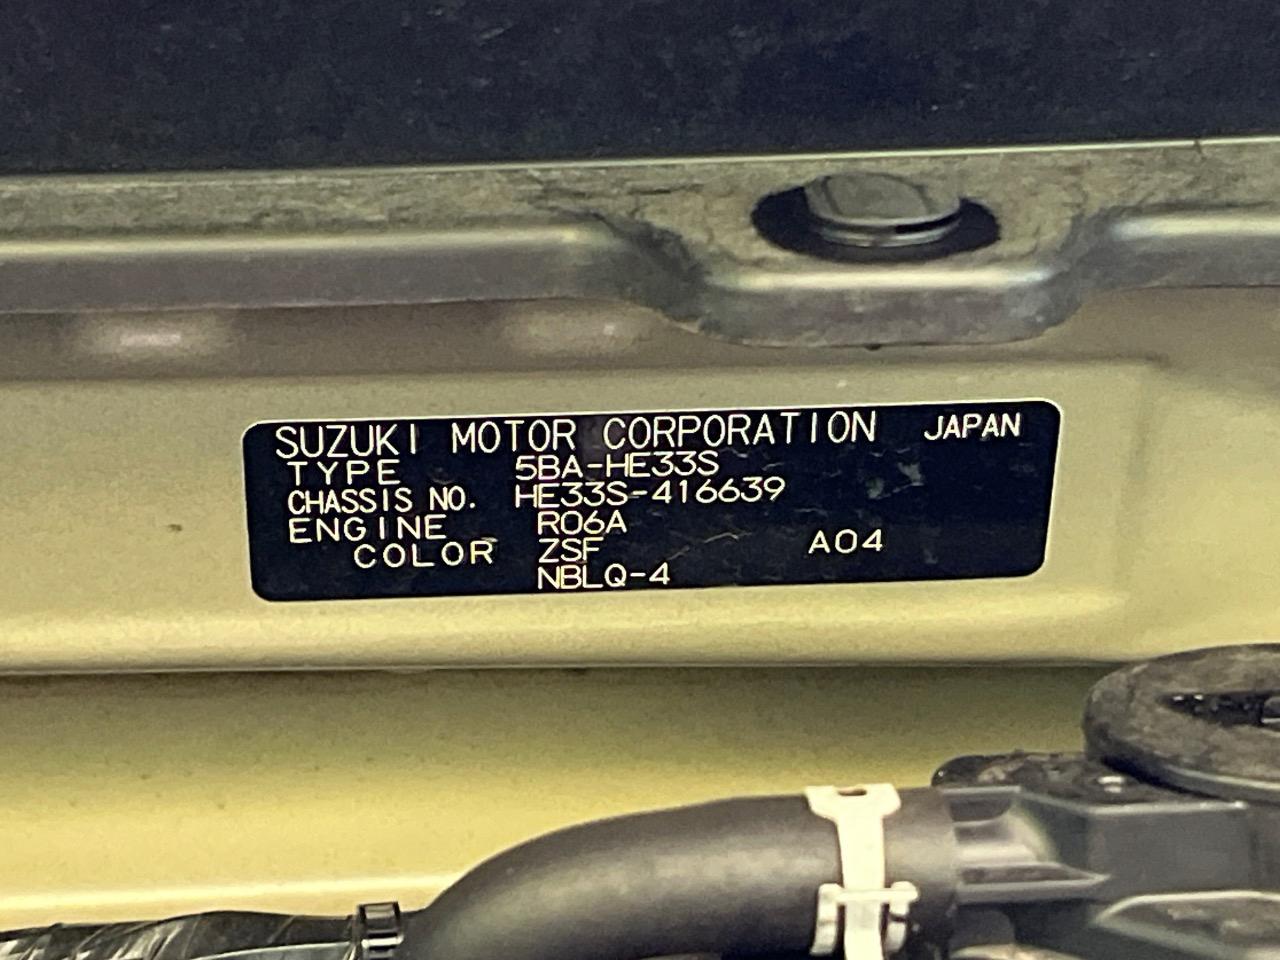 SUZUKI MOTOR CORPORATION JAPAN
TYPE 5BA-HE33S
CHASSIS NO. HE33S-416639
ENGINE R06A
COLOR ZSF A04
NBLQ-4